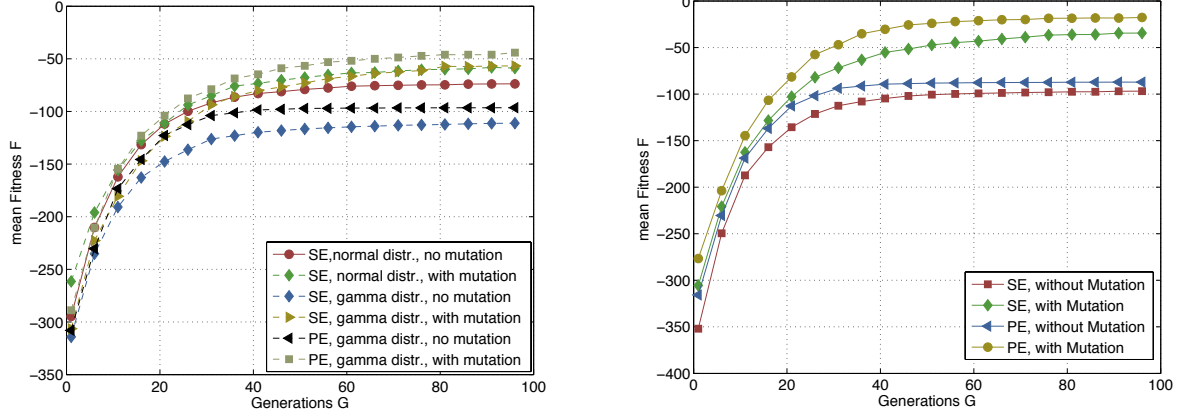 0
−50
−100
−150
−200
−250
−300
−350
0 20 40 60 80 100
Generations G
mean Fitness F
SE,normal distr., no mutation
SE, normal distr., with mutation
SE, gamma distr., no mutation
SE, gamma distr., with mutation
PE, gamma distr., no mutation
PE, gamma distr., with mutation
0
−50
−100
−150
−200
−250
−300
−350
−400
0 20 40 60 80 100
Generations G
mean Fitness F
SE, without Mutation
SE, with Mutation
PE, without Mutation
PE, with Mutation